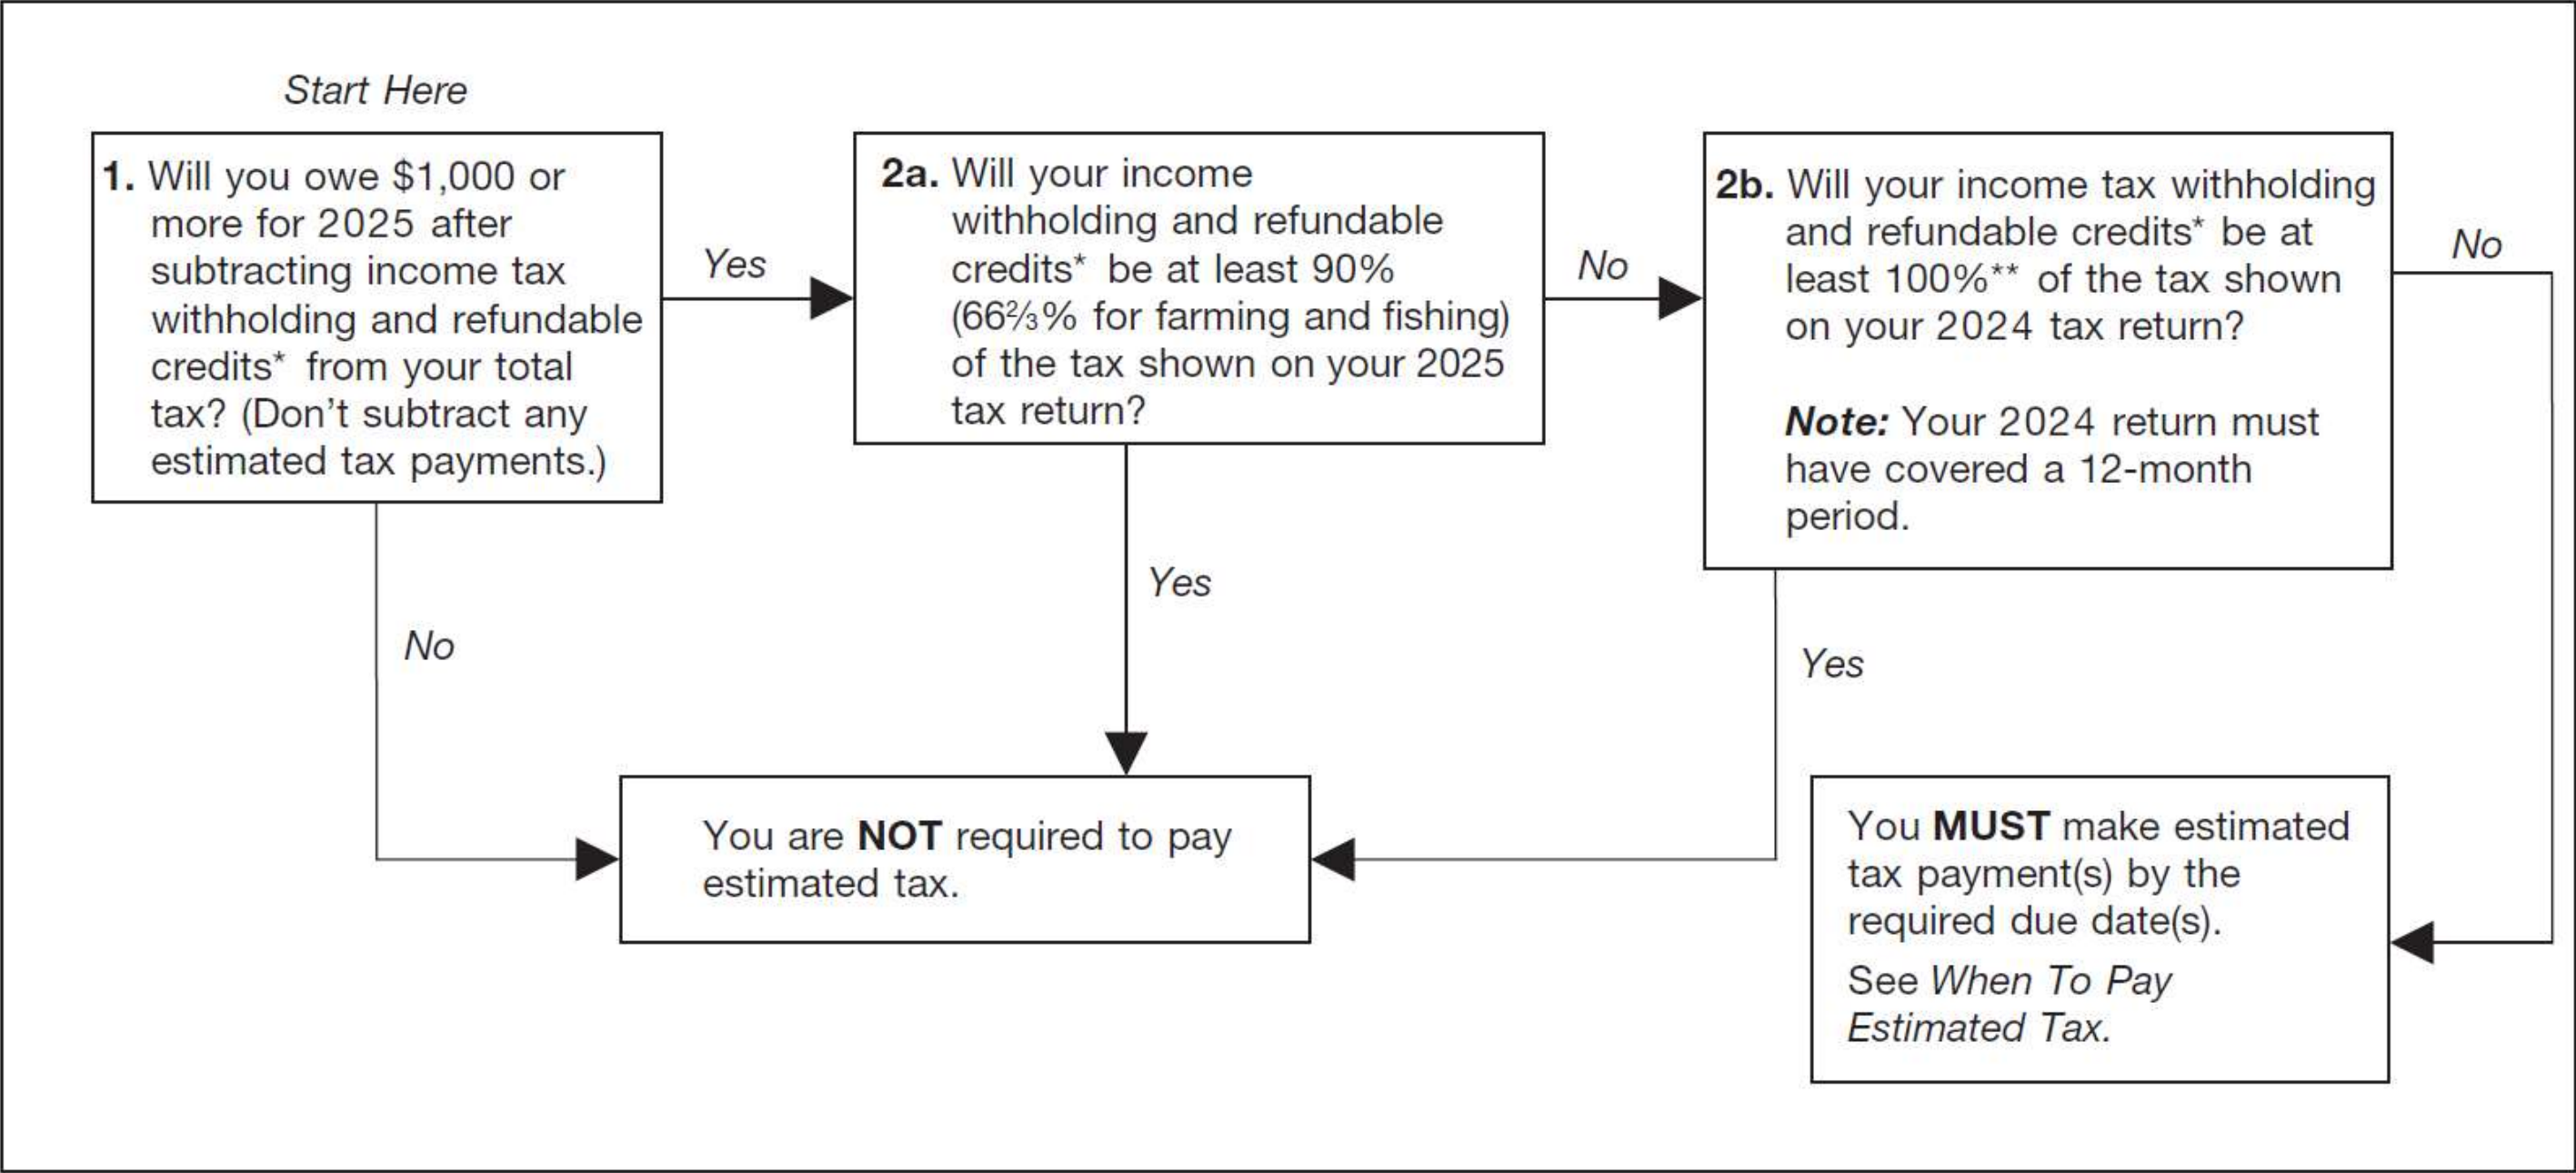 Start Here
1. Will you owe $1,000 or
more for 2025 after
subtracting income tax
withholding and refundable
credits* from your total
tax? (Don't subtract any
estimated tax payments.)
Yes
2a. Will your income
withholding and refundable
credits* be at least 90%
(66⅔% for farming and fishing)
of the tax shown on your 2025
tax return?
No
2b. Will your income tax withholding
and refundable credits* be at
least 100%** of the tax shown
on your 2024 tax return?
Note: Your 2024 return must
have covered a 12-month
period.
No
No
Yes
Yes
You are NOT required to pay
estimated tax.
You MUST make estimated
tax payment(s) by the
required due date(s).
See When To Pay
Estimated Tax.